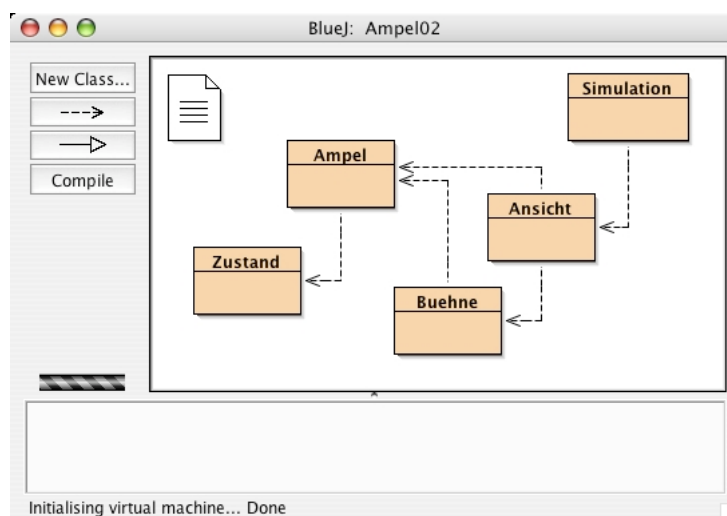 BlueJ: Ampel02
New Class...
Compile
Simulation
Ampel
Ansicht
Zustand
Buehne
Initialising virtual machine... Done